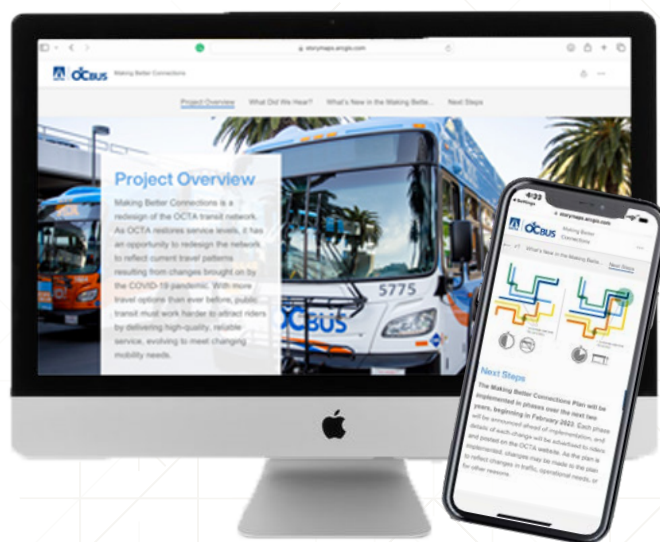 storymaps.arcgis.com
OCBUS Making Better Connections
Project Overview What Did We Hear? What's New in the Making Bette... Next Steps
Project Overview
Making Better Connections is a
redesign of the OCTA transit network.
As OCTA restores service levels, it has
an opportunity to redesign the network
to reflect current travel patterns
resulting from changes brought on by
the COVID-19 pandemic. With more
travel options than ever before, public
transit must work harder to attract riders
by delivering high-quality, reliable
service, evolving to meet changing
mobility needs.
5775
OCBUS
4:33
Settings
storymaps.arcgis.com
OCBUS
Making Better
Connections
What's New in the Making Bette...
Next Steps
Next Steps
The Making Better Connections Plan will be
implemented in phases over the next two
years, beginning in February 2023. Each phase
will be announced ahead of implementation, and
details of each change will be advertised to riders
and posted on the OCTA website. As the plan is
implemented, changes may be made to the plan
to reflect changes in traffic, operational needs, or
for other reasons.